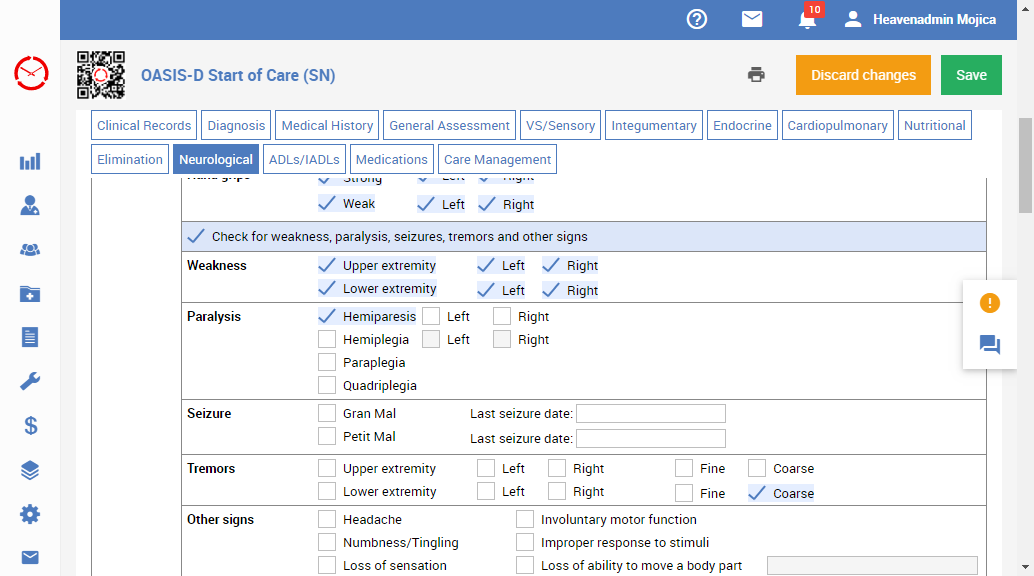 10
Heavenadmin Mojica
OASIS-D Start of Care (SN)
Discard changes
Save
Clinical Records Diagnosis Medical History General Assessment VS/Sensory Integumentary Endocrine Cardiopulmonary Nutritional
Elimination Neurological ADLs/IADLs Medications Care Management
Hand grips Strong Left Right
Weak Left Right
Check for weakness, paralysis, seizures, tremors and other signs
Weakness Upper extremity Left Right
Lower extremity Left Right
Paralysis Hemiparesis Left Right
Hemiplegia Left Right
Paraplegia
Quadriplegia
Seizure Gran Mal Last seizure date:
Petit Mal Last seizure date:
Tremors Upper extremity Left Right Fine Coarse
Lower extremity Left Right Fine Coarse
Other signs Headache Involuntary motor function
Numbness/Tingling Improper response to stimuli
Loss of sensation Loss of ability to move a body part